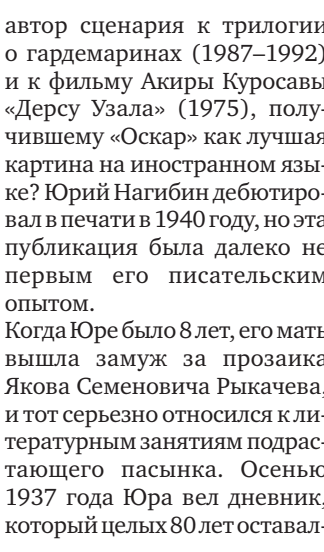 автор сценария к трилогии
о гардемаринах (1987–1992)
и к фильму Акиры Куросавы
«Дерсу Узала» (1975), полу-
чившему «Оскар» как лучшая
картина на иностранном язы-
ке? Юрий Нагибин дебютиро-
вал в печати в 1940 году, но эта
публикация была далеко не
первым его писательским
опытом.
Когда Юре было 8 лет, его мать
вышла замуж за прозаика
Якова Семеновича Рыкачева,
и тот серьезно относился к ли-
тературным занятиям подрас-
тающего пасынка. Осенью
1937 года Юра вел дневник,
который целых 80 лет оставал-